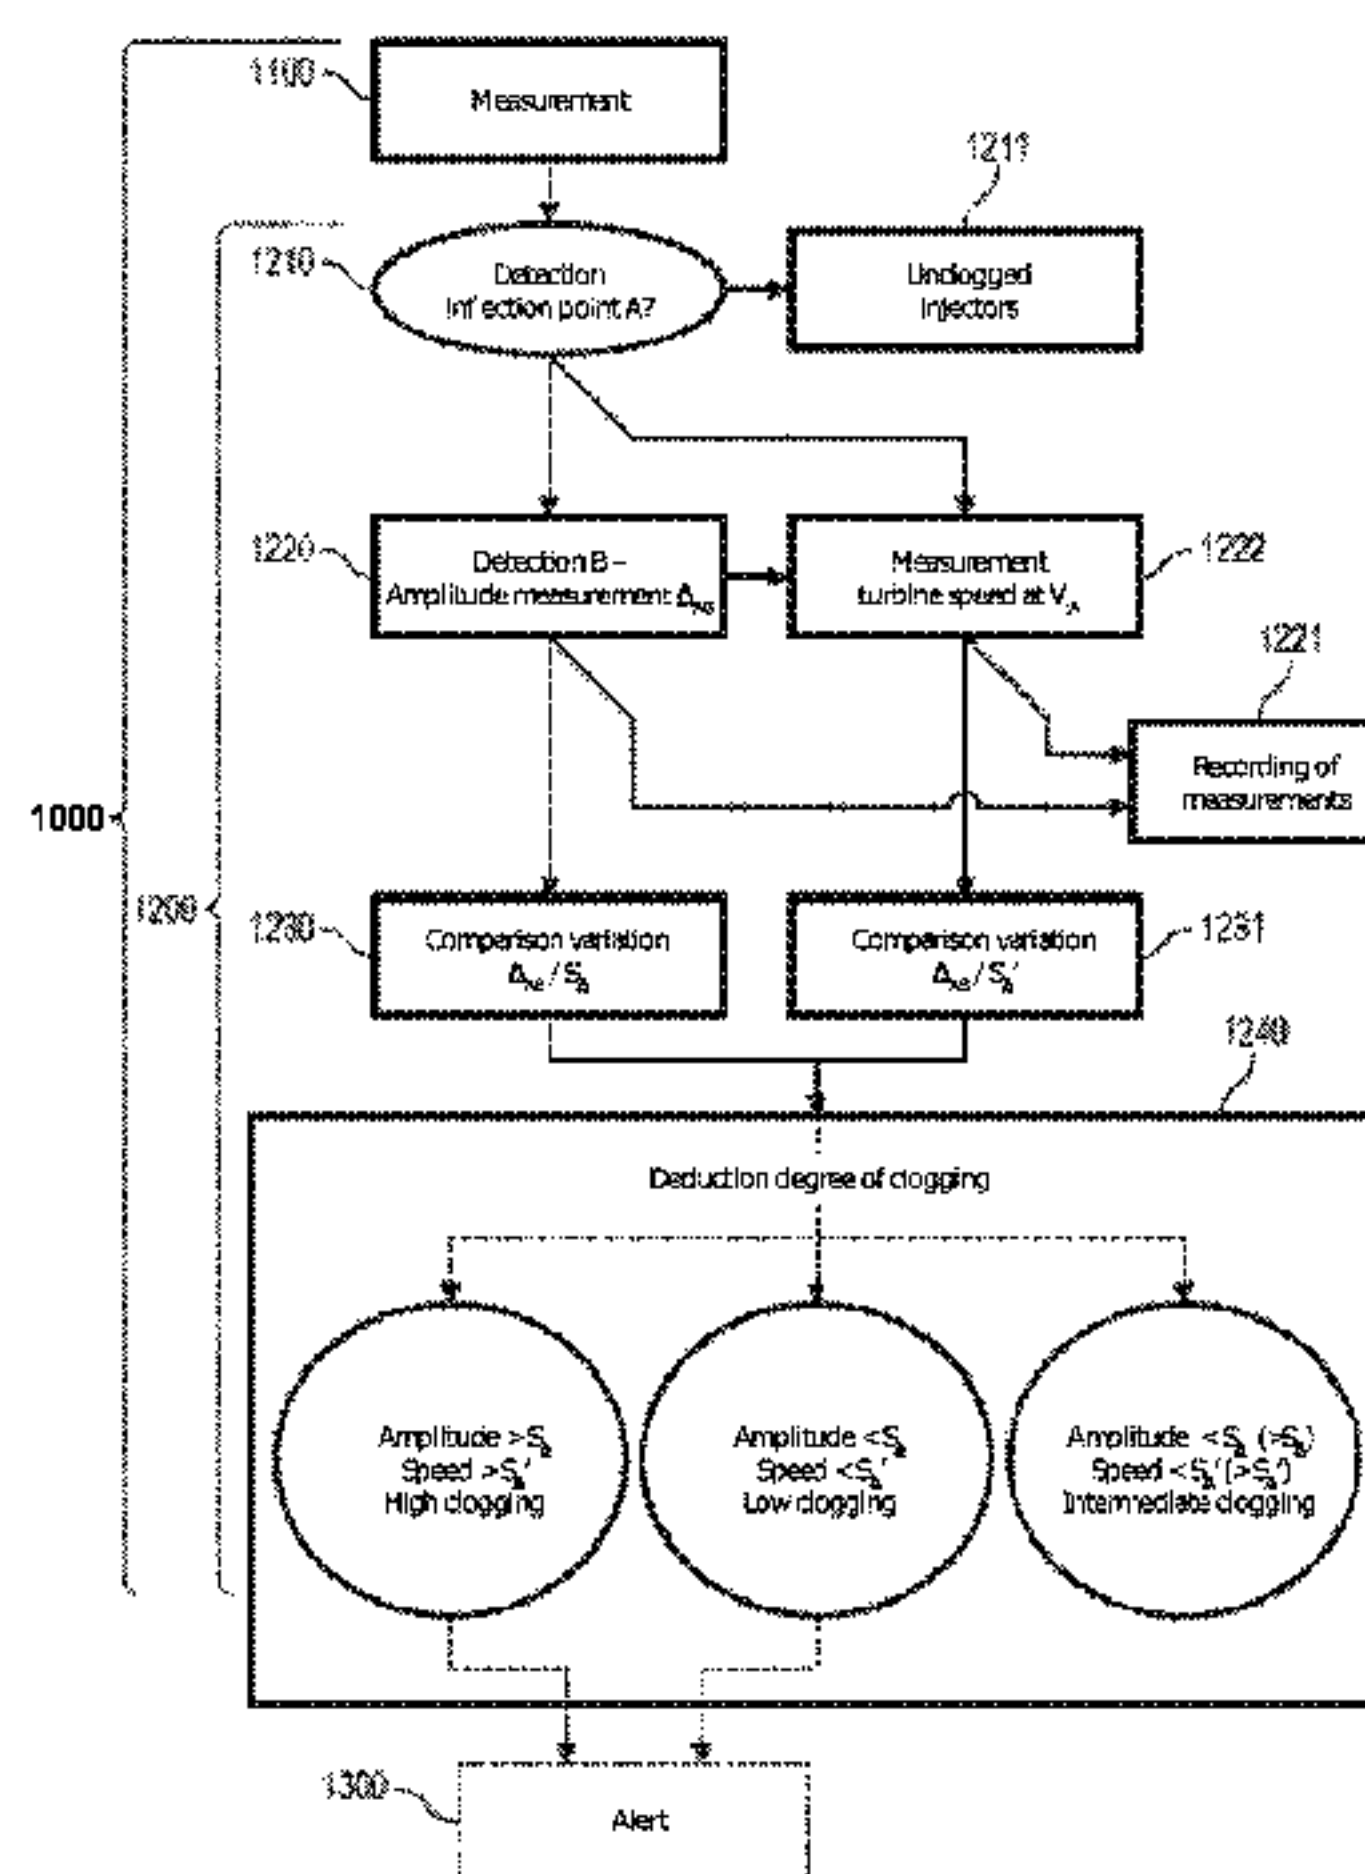 1100
Measurement
1211
1210
Detection
Inflection point A?
Unclogged
Injectors
1220
Detection B –
Amplitude measurement Δ
Measurement
turbine speed at V
1222
1221
Recording of
measurements
1000
1200
1230
Comparison variation
Comparison variation
1231
1240
Deduction degree of clogging
Amplitude >
Speed >
High clogging
Amplitude <
Speed <
Low clogging
Amplitude <
Speed <
Intermediate clogging
1300
Alert